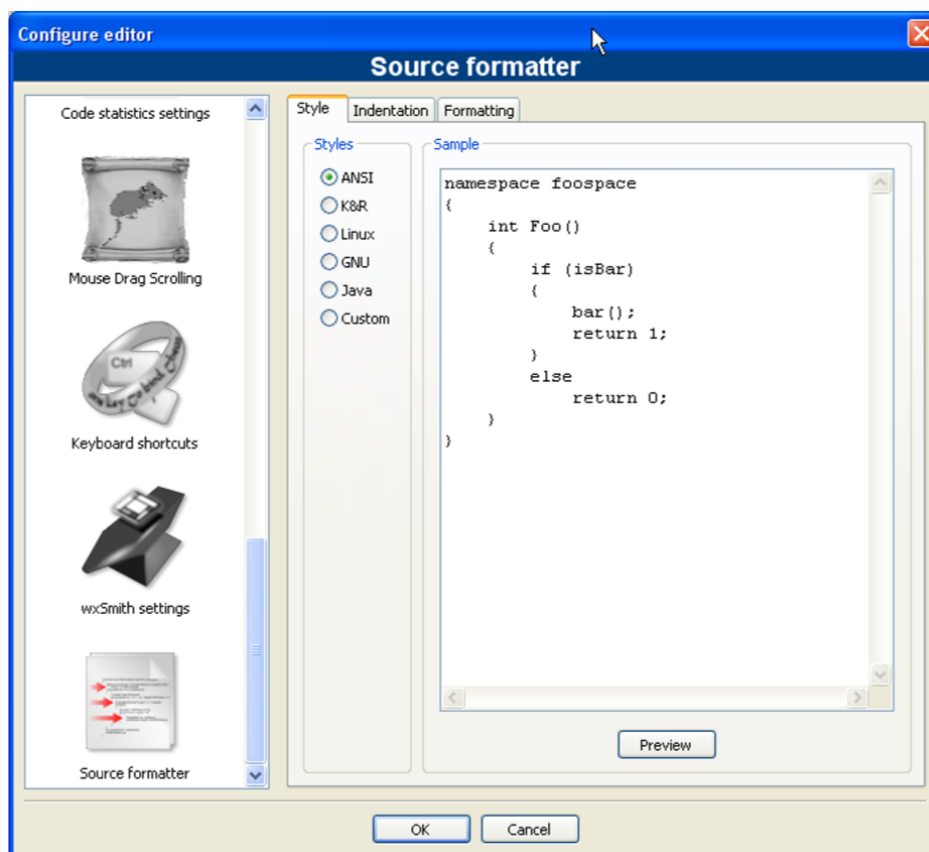 Configure editor
Source formatter
Code statistics settings
Mouse Drag Scrolling
Ctrl
Keyboard shortcuts
wxSmith settings
Source formatter
Style Indentation Formatting
Styles
ANSI
K&R
Linux
GNU
Java
Custom
Sample
namespace foospace
{
    int Foo()
    {
        if (isBar)
        {
            bar();
            return 1;
        }
        else
            return 0;
    }
}
Preview
OK Cancel